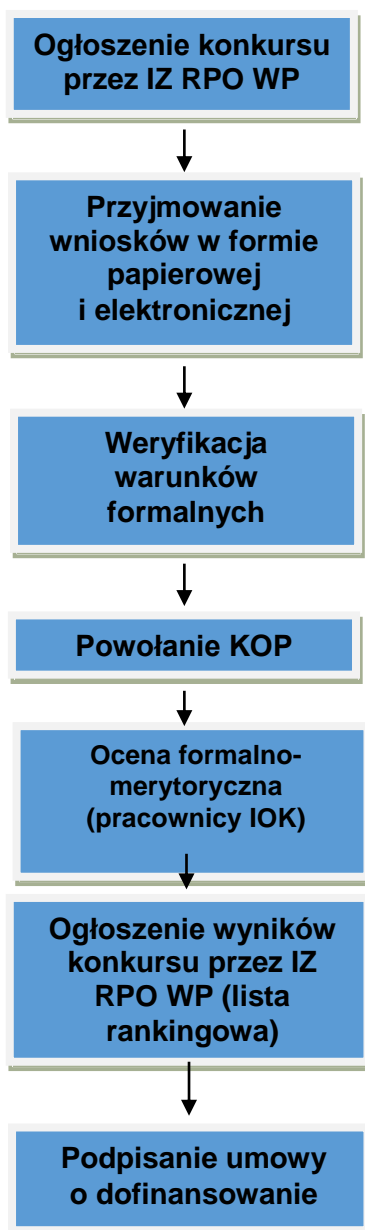 Ogłoszenie konkursu
przez IZ RPO WP
Przyjmowanie
wniosków w formie
papierowej
i elektronicznej
Weryfikacja
warunków
formalnych
Powołanie KOP
Ocena formalno-
merytoryczna
(pracownicy IOK)
Ogłoszenie wyników
konkursu przez IZ
RPO WP (lista
rankingowa)
Podpisanie umowy
o dofinansowanie